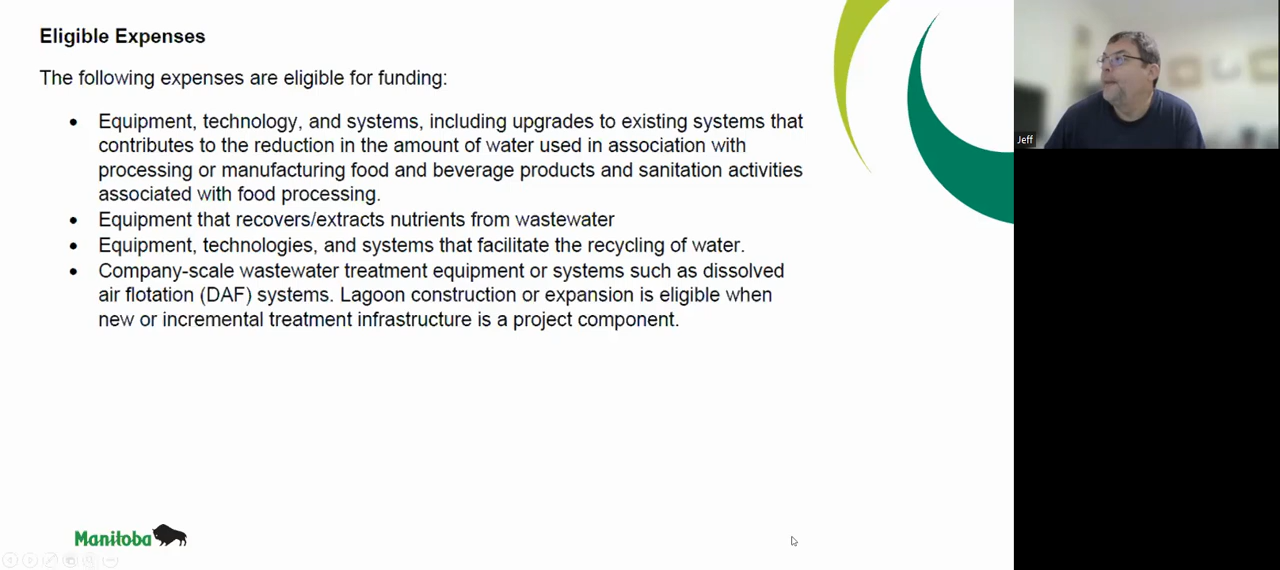 Eligible Expenses
The following expenses are eligible for funding:
• Equipment, technology, and systems, including upgrades to existing systems that
contributes to the reduction in the amount of water used in association with
processing or manufacturing food and beverage products and sanitation activities
associated with food processing.
• Equipment that recovers/extracts nutrients from wastewater
• Equipment, technologies, and systems that facilitate the recycling of water.
• Company-scale wastewater treatment equipment or systems such as dissolved
air flotation (DAF) systems. Lagoon construction or expansion is eligible when
new or incremental treatment infrastructure is a project component.
Manitoba
Jeff